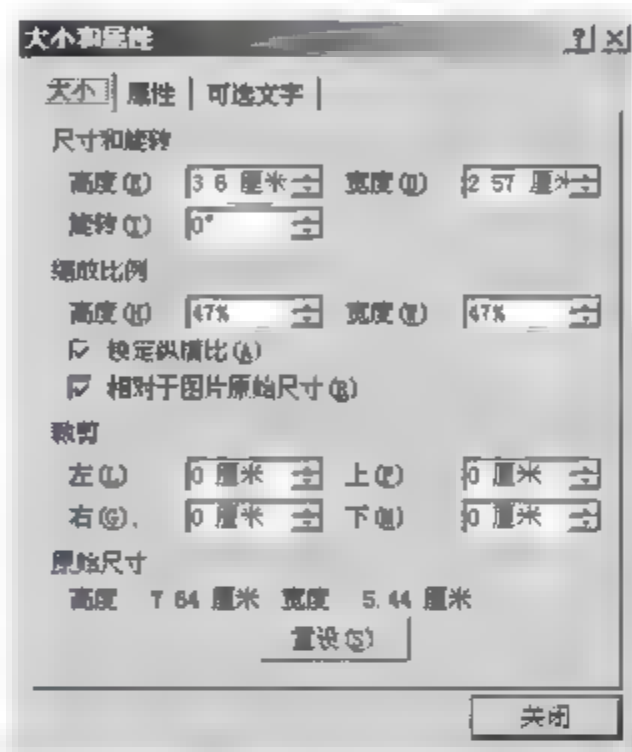 大小和属性
大小 属性 可选文字
尺寸和旋转
高度(E) 3 6 厘米 宽度(D) 2 57 厘米
旋转(T) 0°
缩放比例
高度(H) 47% 宽度(W) 47%
锁定纵横比(A)
相对于图片原始尺寸(R)
裁剪
左(L) 0 厘米 上(P) 0 厘米
右(G). 0 厘米 下(M) 0 厘米
原始尺寸
高度 7 64 厘米 宽度 5.44 厘米
重设(S)
关闭